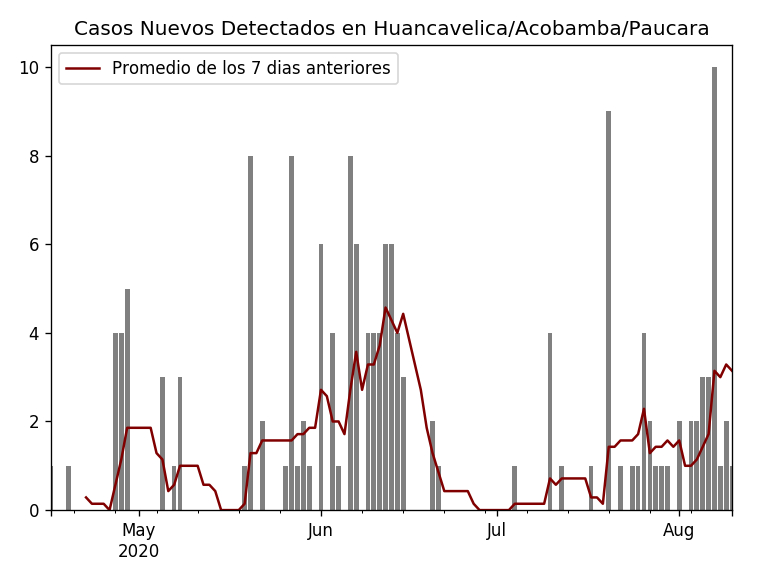 Casos Nuevos Detectados en Huancavelica/Acobamba/Paucara
Promedio de los 7 dias anteriores
10
8
6
4
2
0
May Jun Jul Aug
2020